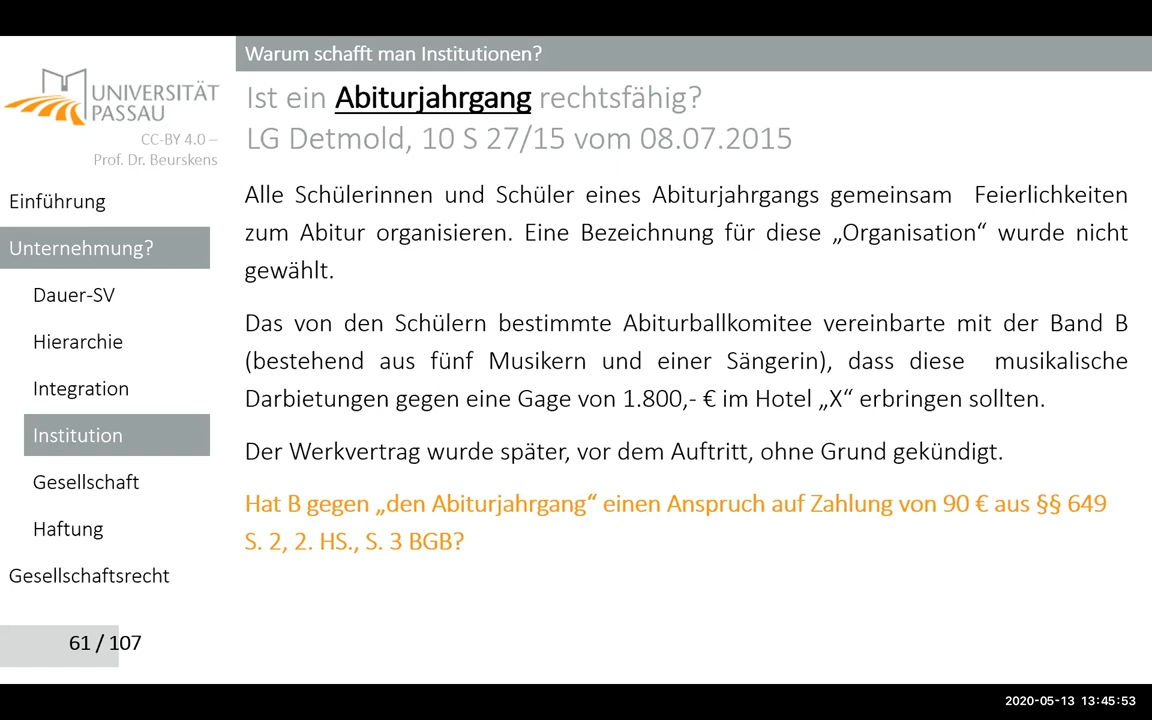 Warum schafft man Institutionen?
UNIVERSITÄT
PASSAU
CC-BY 4.0 –
Prof. Dr. Beurskens
Einführung
Unternehmung?
Dauer-SV
Hierarchie
Integration
Institution
Gesellschaft
Haftung
Gesellschaftsrecht
61 / 107
Ist ein Abiturjahrgang rechtsfähig?
LG Detmold, 10 S 27/15 vom 08.07.2015
Alle Schülerinnen und Schüler eines Abiturjahrgangs gemeinsam Feierlichkeiten
zum Abitur organisieren. Eine Bezeichnung für diese „Organisation“ wurde nicht
gewählt.
Das von den Schülern bestimmte Abiturballkomitee vereinbarte mit der Band B
(bestehend aus fünf Musikern und einer Sängerin), dass diese musikalische
Darbietungen gegen eine Gage von 1.800,- € im Hotel „X“ erbringen sollten.
Der Werkvertrag wurde später, vor dem Auftritt, ohne Grund gekündigt.
Hat B gegen „den Abiturjahrgang“ einen Anspruch auf Zahlung von 90 € aus §§ 649
S. 2, 2. HS., S. 3 BGB?
2020-05-13 13:45:53